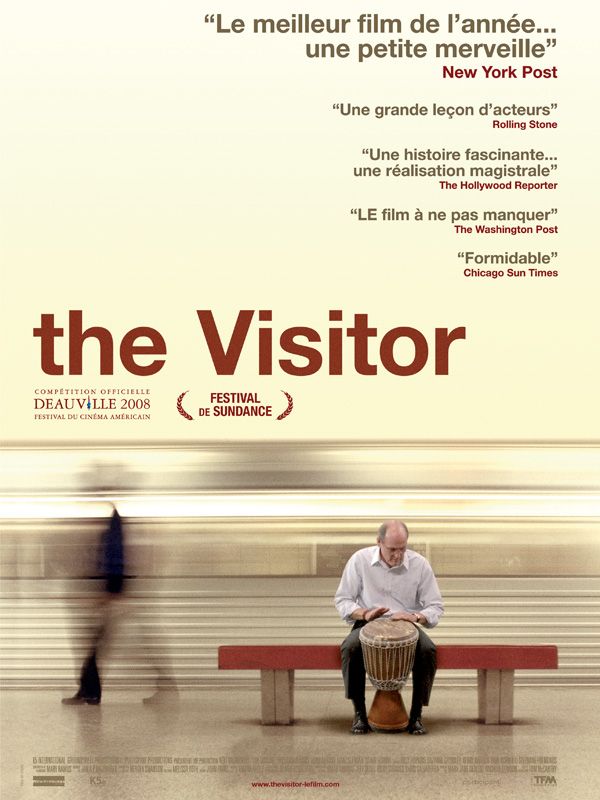 “Le meilleur film de l’année...
une petite merveille”
New York Post
“Une grande leçon d’acteurs”
Rolling Stone
“Une histoire fascinante...
une réalisation magistrale”
The Hollywood Reporter
“LE film à ne pas manquer”
The Washington Post
“Formidable”
Chicago Sun Times
the Visitor
COMPÉTITION OFFICIELLE
DEAUVILLE 2008
FESTIVAL DU CINÉMA AMÉRICAIN
FESTIVAL
DE SUNDANCE
www.thevisitor-lefilm.com
participant
TFM